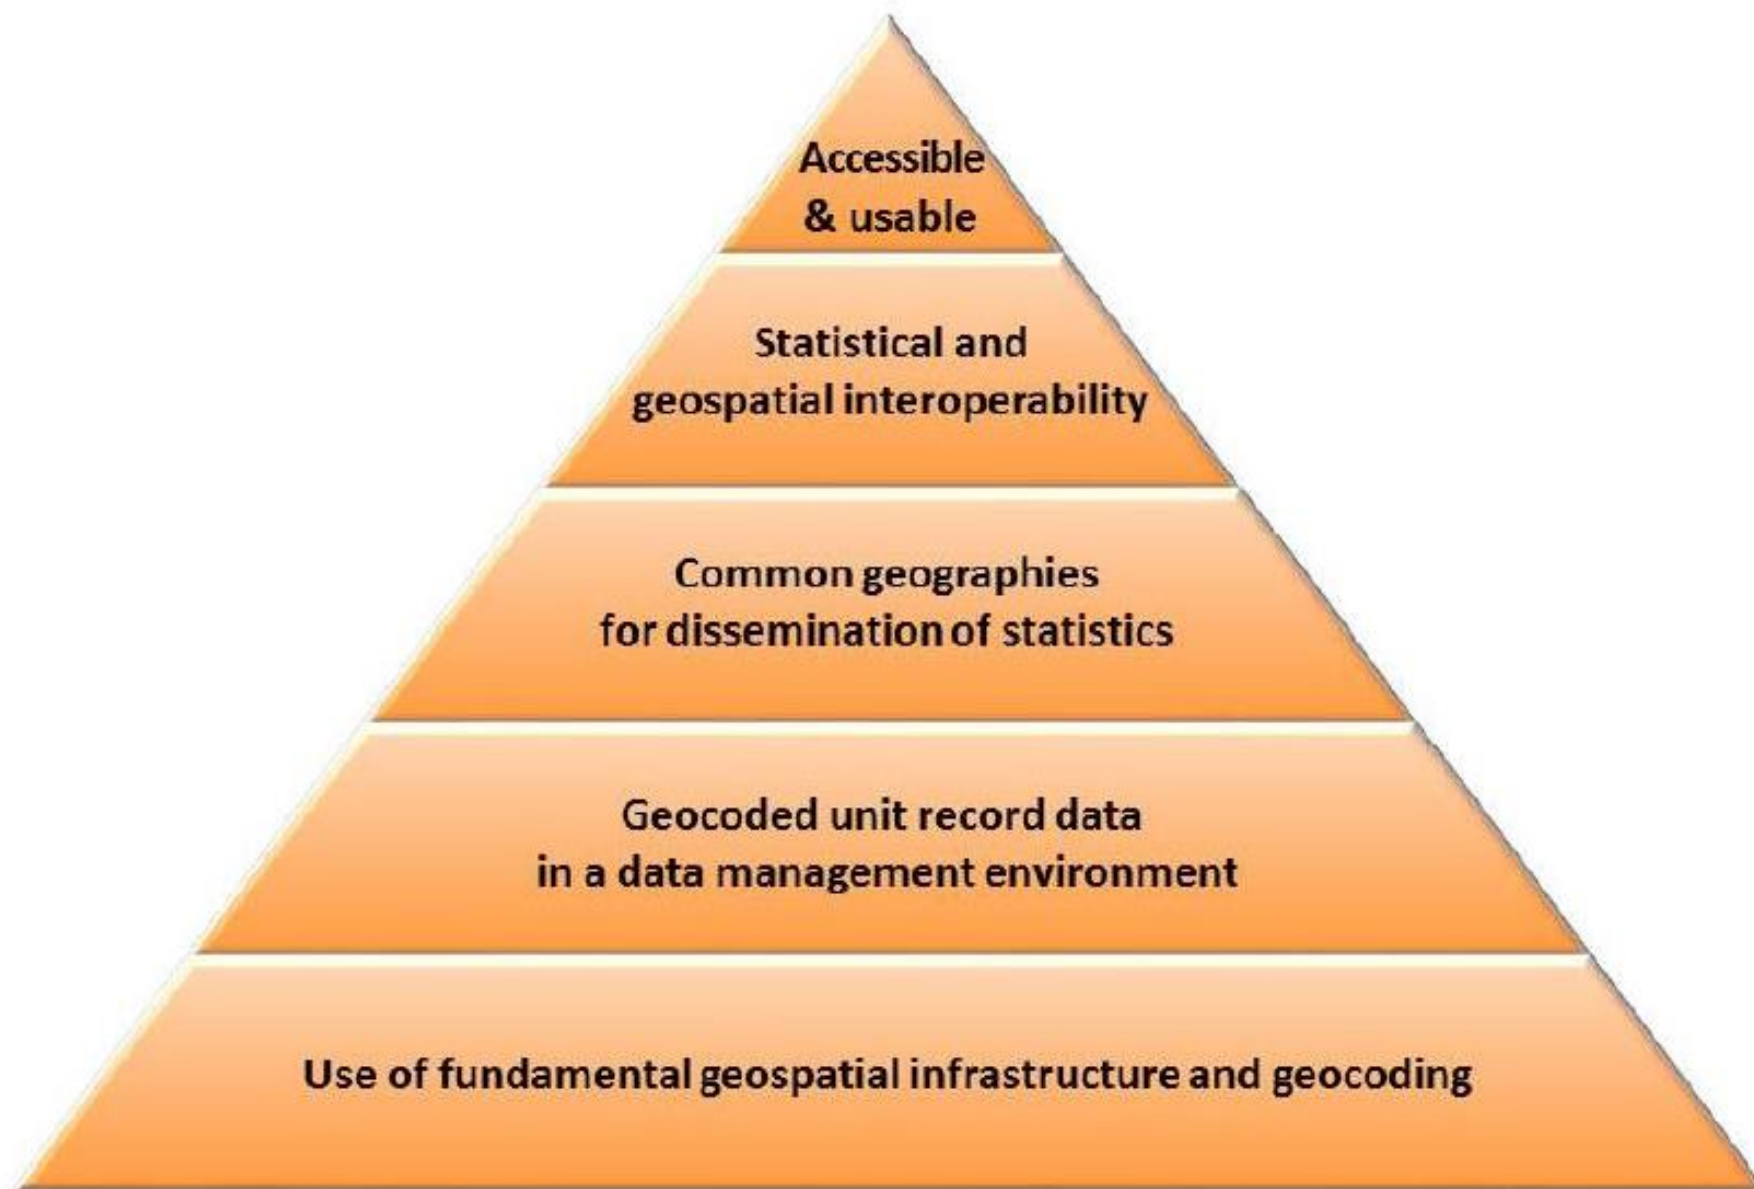 Accessible
& usable
Statistical and
geospatial interoperability
Common geographies
for dissemination of statistics
Geocoded unit record data
in a data management environment
Use of fundamental geospatial infrastructure and geocoding